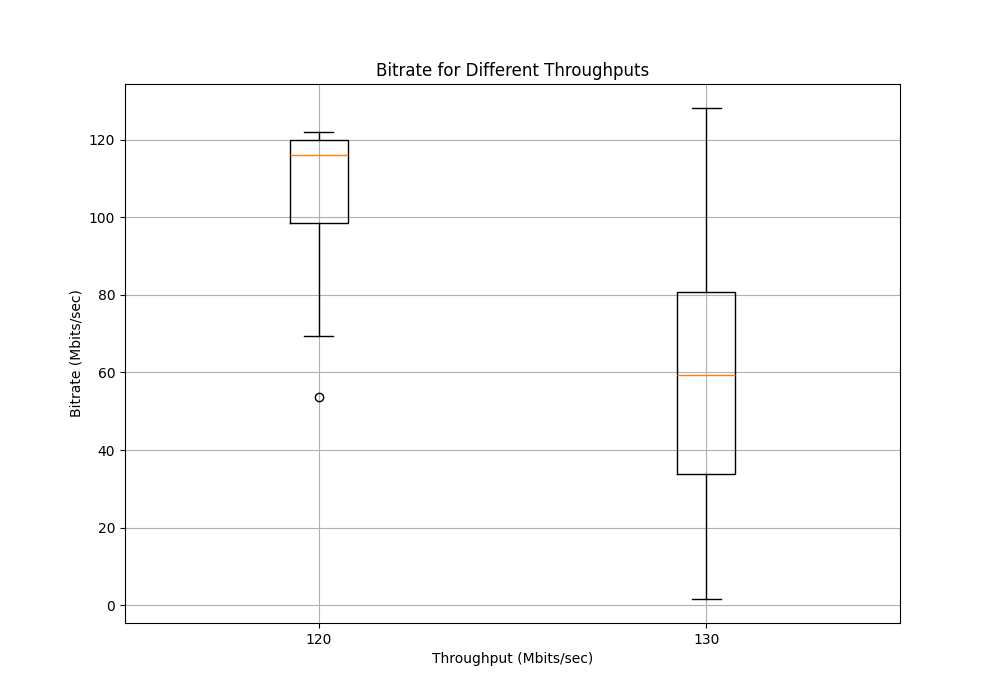 Bitrate for Different Throughputs
120
100
80
60
40
20
0
Bitrate (Mbits/sec)
120 130
Throughput (Mbits/sec)